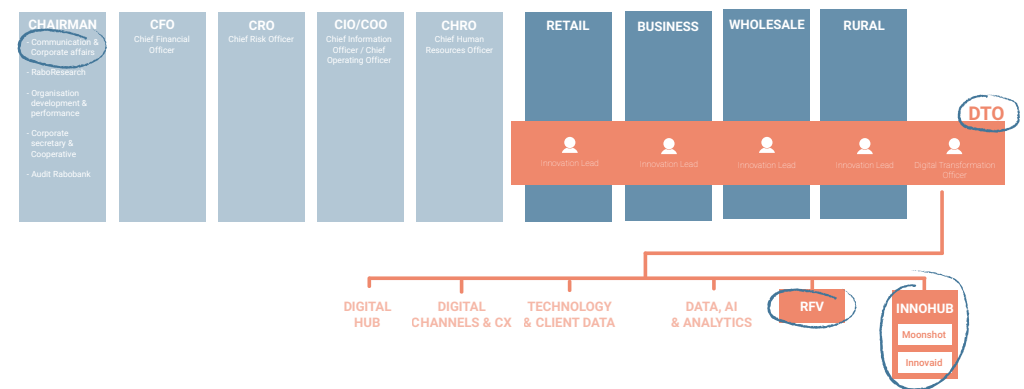 CHAIRMAN
- Communication &
Corporate affairs
- RaboResearch
- Organisation
development &
performance
- Corporate
secretary &
Cooperative
- Audit Rabobank
CFO
Chief Financial
Officer
CRO
Chief Risk Officer
CIO/COO
Chief Information
Officer / Chief
Operating Officer
CHRO
Chief Human
Resources Officer
RETAIL
BUSINESS
WHOLESALE
RURAL
DTO
Innovation Lead
Innovation Lead
Innovation Lead
Innovation Lead
Digital Transformation
Officer
DIGITAL
HUB
DIGITAL
CHANNELS & CX
TECHNOLOGY
& CLIENT DATA
DATA, AI
& ANALYTICS
RFV
INNOHUB
Moonshot
Innovaid